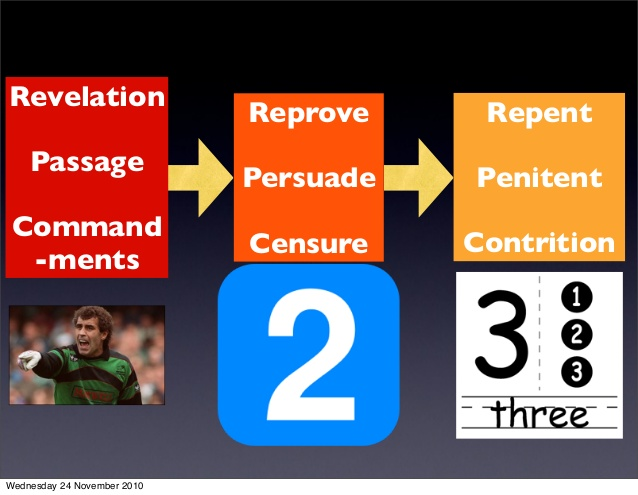 Revelation
Passage
Command
-ments
Reprove
Persuade
Censure
Repent
Penitent
Contrition
2
3
1
2
3
three
Wednesday 24 November 2010